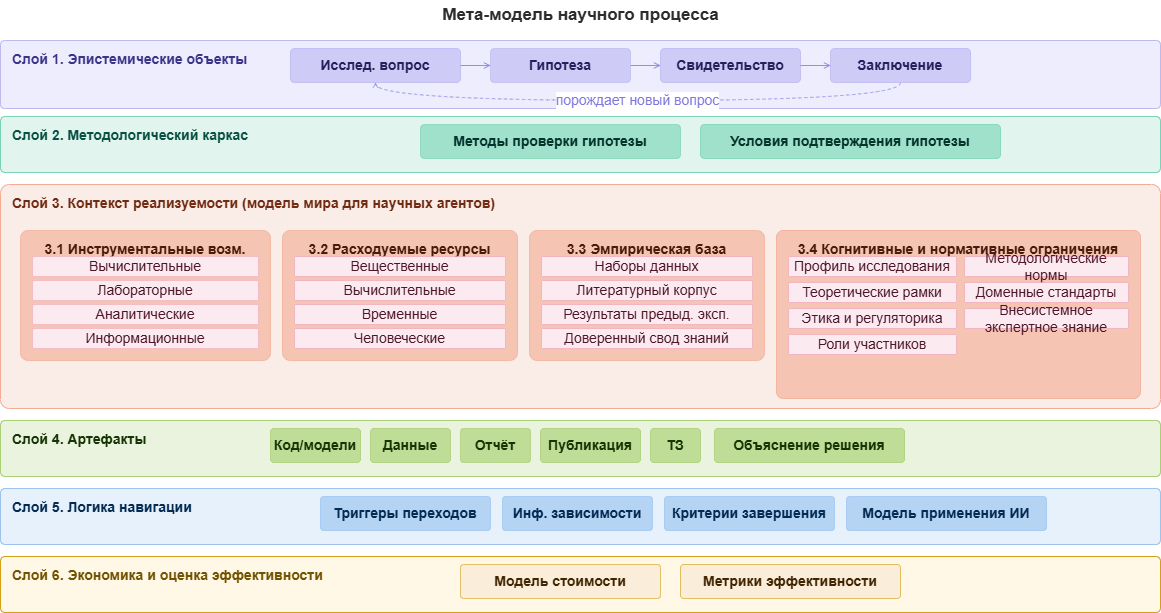 Мета-модель научного процесса
Слой 1. Эпистемические объекты
Исслед. вопрос
Гипотеза
Свидетельство
Заключение
порождает новый вопрос
Слой 2. Методологический каркас
Методы проверки гипотезы
Условия подтверждения гипотезы
Слой 3. Контекст реализуемости (модель мира для научных агентов)
3.1 Инструментальные возм.
Вычислительные
Лабораторные
Аналитические
Информационные
3.2 Расходуемые ресурсы
Вещественные
Вычислительные
Временные
Человеческие
3.3 Эмпирическая база
Наборы данных
Литературный корпус
Результаты предыд. эксп.
Доверенный свод знаний
3.4 Когнитивные и нормативные ограничения
Профиль исследования
Теоретические рамки
Этика и регуляторика
Роли участников
Методологические
нормы
Доменные стандарты
Внесистемное
экспертное знание
Слой 4. Артефакты
Код/модели
Данные
Отчёт
Публикация
ТЗ
Объяснение решения
Слой 5. Логика навигации
Триггеры переходов
Инф. зависимости
Критерии завершения
Модель применения ИИ
Слой 6. Экономика и оценка эффективности
Модель стоимости
Метрики эффективности